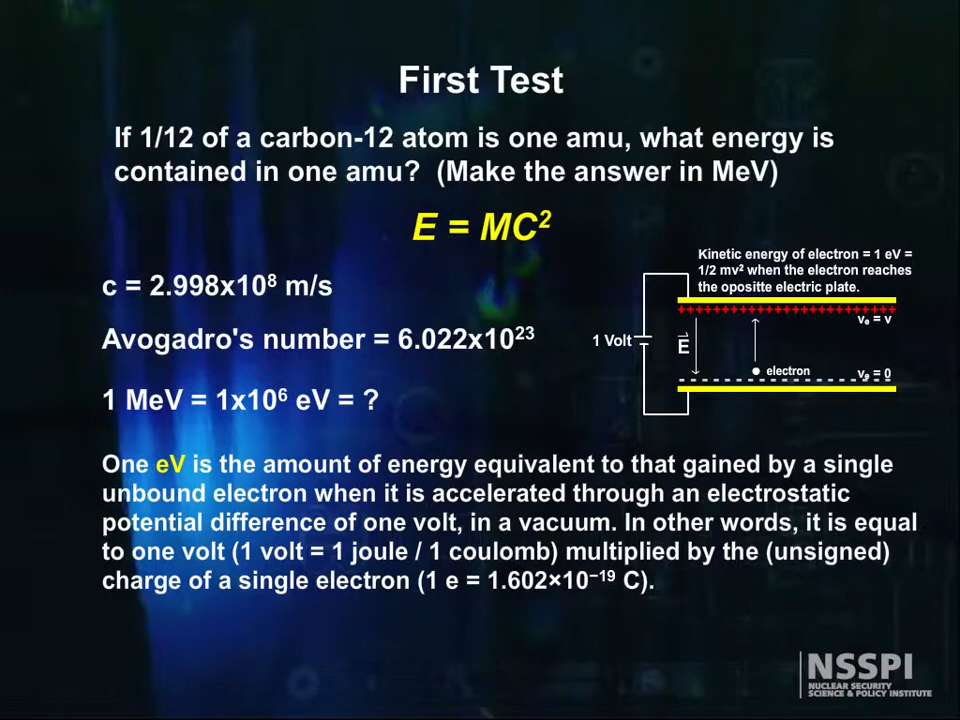 First Test
If 1/12 of a carbon-12 atom is one amu, what energy is
contained in one amu?  (Make the answer in MeV)
E = MC²
Kinetic energy of electron = 1 eV =
1/2 mv² when the electron reaches
the opositte electric plate.
c = 2.998x10⁸ m/s
+++++++++++++++++++++++++
vₑ = v
Avogadro's number = 6.022x10²³
1 Volt
E
electron
vₑ = 0
1 MeV = 1x10⁶ eV = ?
One eV is the amount of energy equivalent to that gained by a single
unbound electron when it is accelerated through an electrostatic
potential difference of one volt, in a vacuum. In other words, it is equal
to one volt (1 volt = 1 joule / 1 coulomb) multiplied by the (unsigned)
charge of a single electron (1 e = 1.602×10⁻¹⁹ C).
NSSPI
NUCLEAR SECURITY
SCIENCE & POLICY INSTITUTE